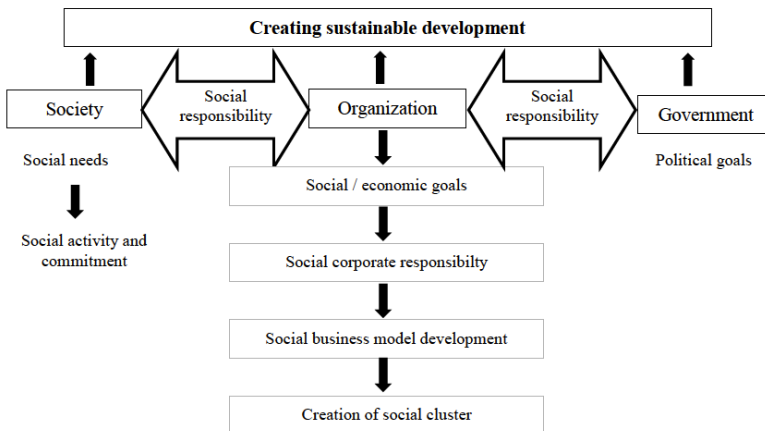 Creating sustainable development
Society
Social
responsibility
Organization
Social
responsibility
Government
Social needs
Political goals
Social / economic goals
Social activity and
commitment
Social corporate responsibilty
Social business model development
Creation of social cluster